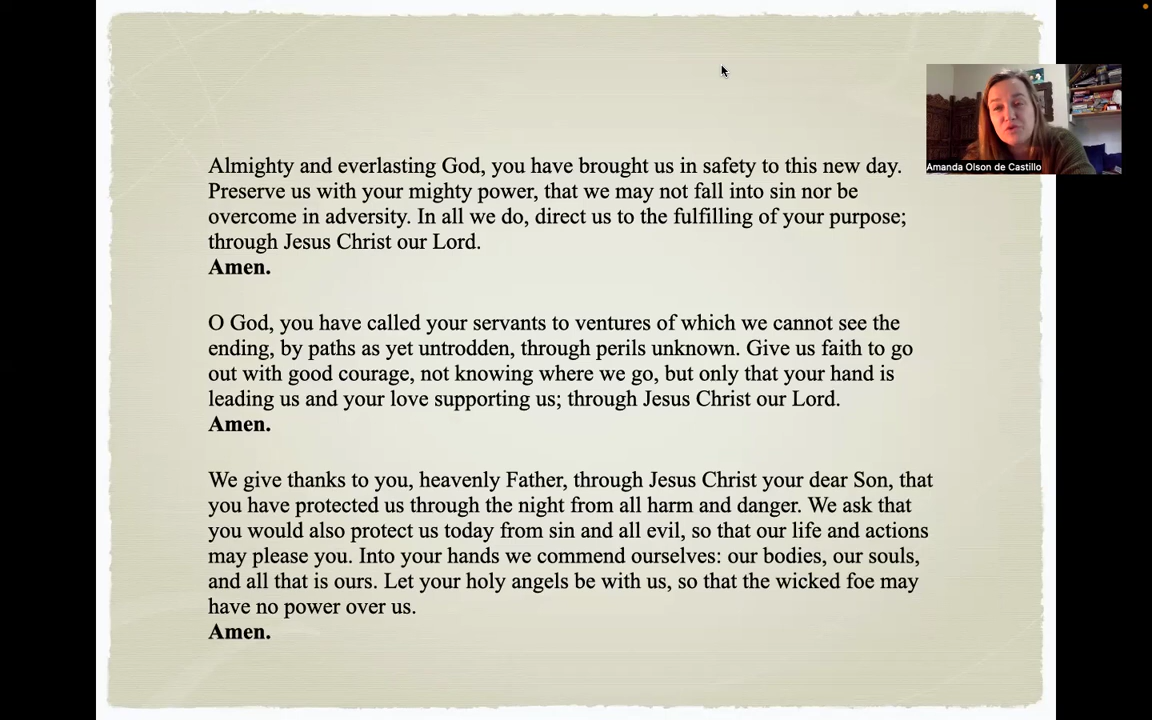 Almighty and everlasting God, you have brought us in safety to this new day.
Preserve us with your mighty power, that we may not fall into sin nor be
overcome in adversity. In all we do, direct us to the fulfilling of your purpose;
through Jesus Christ our Lord.
Amen.
O God, you have called your servants to ventures of which we cannot see the
ending, by paths as yet untrodden, through perils unknown. Give us faith to go
out with good courage, not knowing where we go, but only that your hand is
leading us and your love supporting us; through Jesus Christ our Lord.
Amen.
We give thanks to you, heavenly Father, through Jesus Christ your dear Son, that
you have protected us through the night from all harm and danger. We ask that
you would also protect us today from sin and all evil, so that our life and actions
may please you. Into your hands we commend ourselves: our bodies, our souls,
and all that is ours. Let your holy angels be with us, so that the wicked foe may
have no power over us.
Amen.
Amanda Olson de Castillo